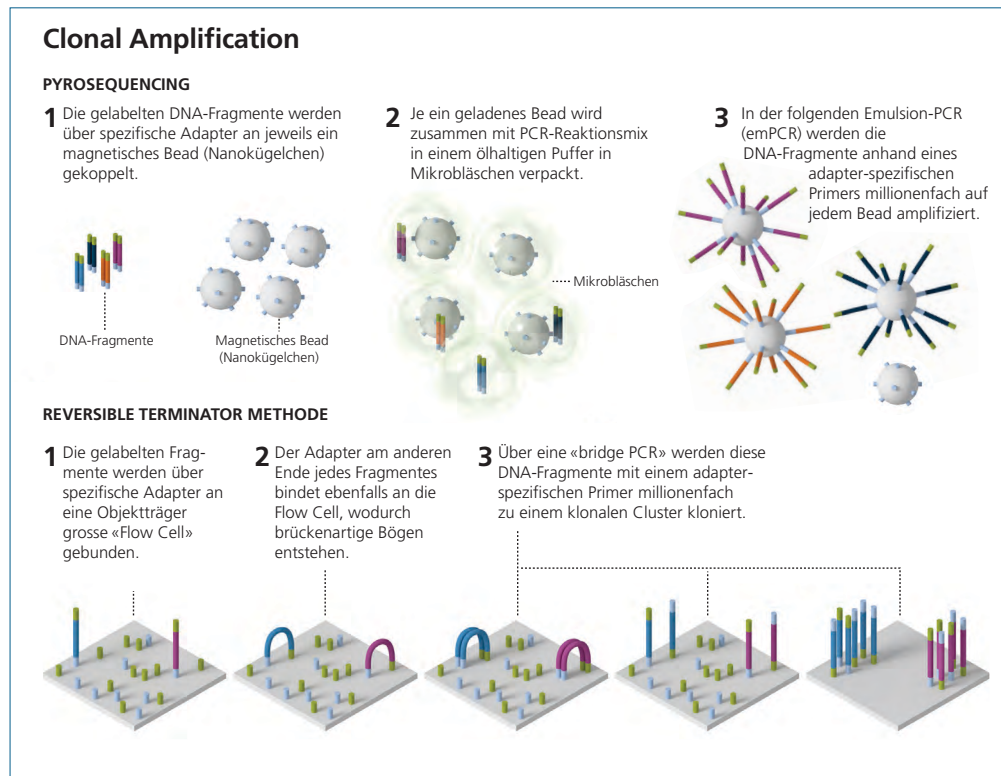 Clonal Amplification
PYROSEQUENCING
1 Die gelabelten DNA-Fragmente werden
über spezifische Adapter an jeweils ein
magnetisches Bead (Nanokügelchen)
gekoppelt.
2 Je ein geladenes Bead wird
zusammen mit PCR-Reaktionsmix
in einem ölhaltigen Puffer in
Mikrobläschen verpackt.
3 In der folgenden Emulsion-PCR
(emPCR) werden die
DNA-Fragmente anhand eines
adapter-spezifischen
Primers millionenfach auf
jedem Bead amplifiziert.
Mikrobläschen
DNA-Fragmente
Magnetisches Bead
(Nanokügelchen)
REVERSIBLE TERMINATOR METHODE
1 Die gelabelten Frag-
mente werden über
spezifische Adapter an
eine Objektträger
grosse «Flow Cell»
gebunden.
2 Der Adapter am anderen
Ende jedes Fragmentes
bindet ebenfalls an die
Flow Cell, wodurch
brückenartige Bögen
entstehen.
3 Über eine «bridge PCR» werden diese
DNA-Fragmente mit einem adapter-
spezifischen Primer millionenfach
zu einem klonalen Cluster kloniert.